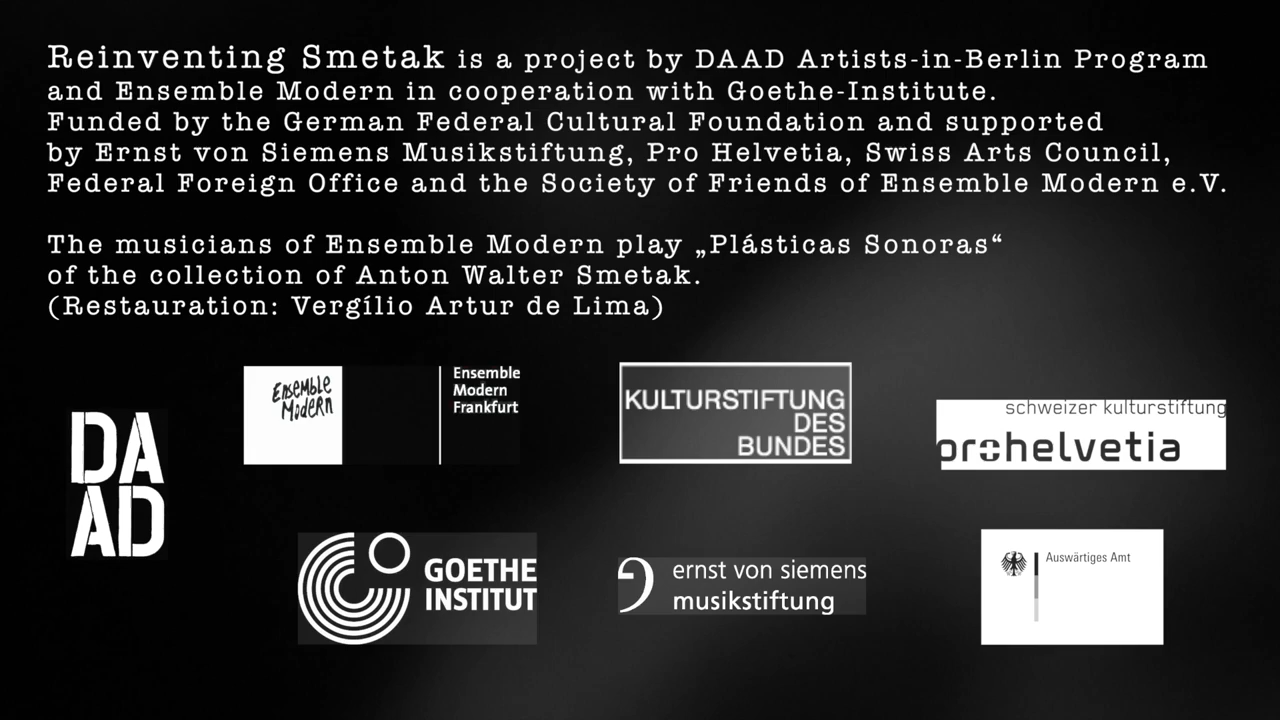 Reinventing Smetak is a project by DAAD Artists-in-Berlin Program
and Ensemble Modern in cooperation with Goethe-Institute.
Funded by the German Federal Cultural Foundation and supported
by Ernst von Siemens Musikstiftung, Pro Helvetia, Swiss Arts Council,
Federal Foreign Office and the Society of Friends of Ensemble Modern e.V.
The musicians of Ensemble Modern play „Plásticas Sonoras“
of the collection of Anton Walter Smetak.
(Restauration: Vergílio Artur de Lima)
DA
AD
Ensemble
Modern
Ensemble
Modern
Frankfurt
KULTURSTIFTUNG
DES
BUNDES
schweizer kulturstiftung
prohelvetia
GOETHE
INSTITUT
ernst von siemens
musikstiftung
Auswärtiges Amt